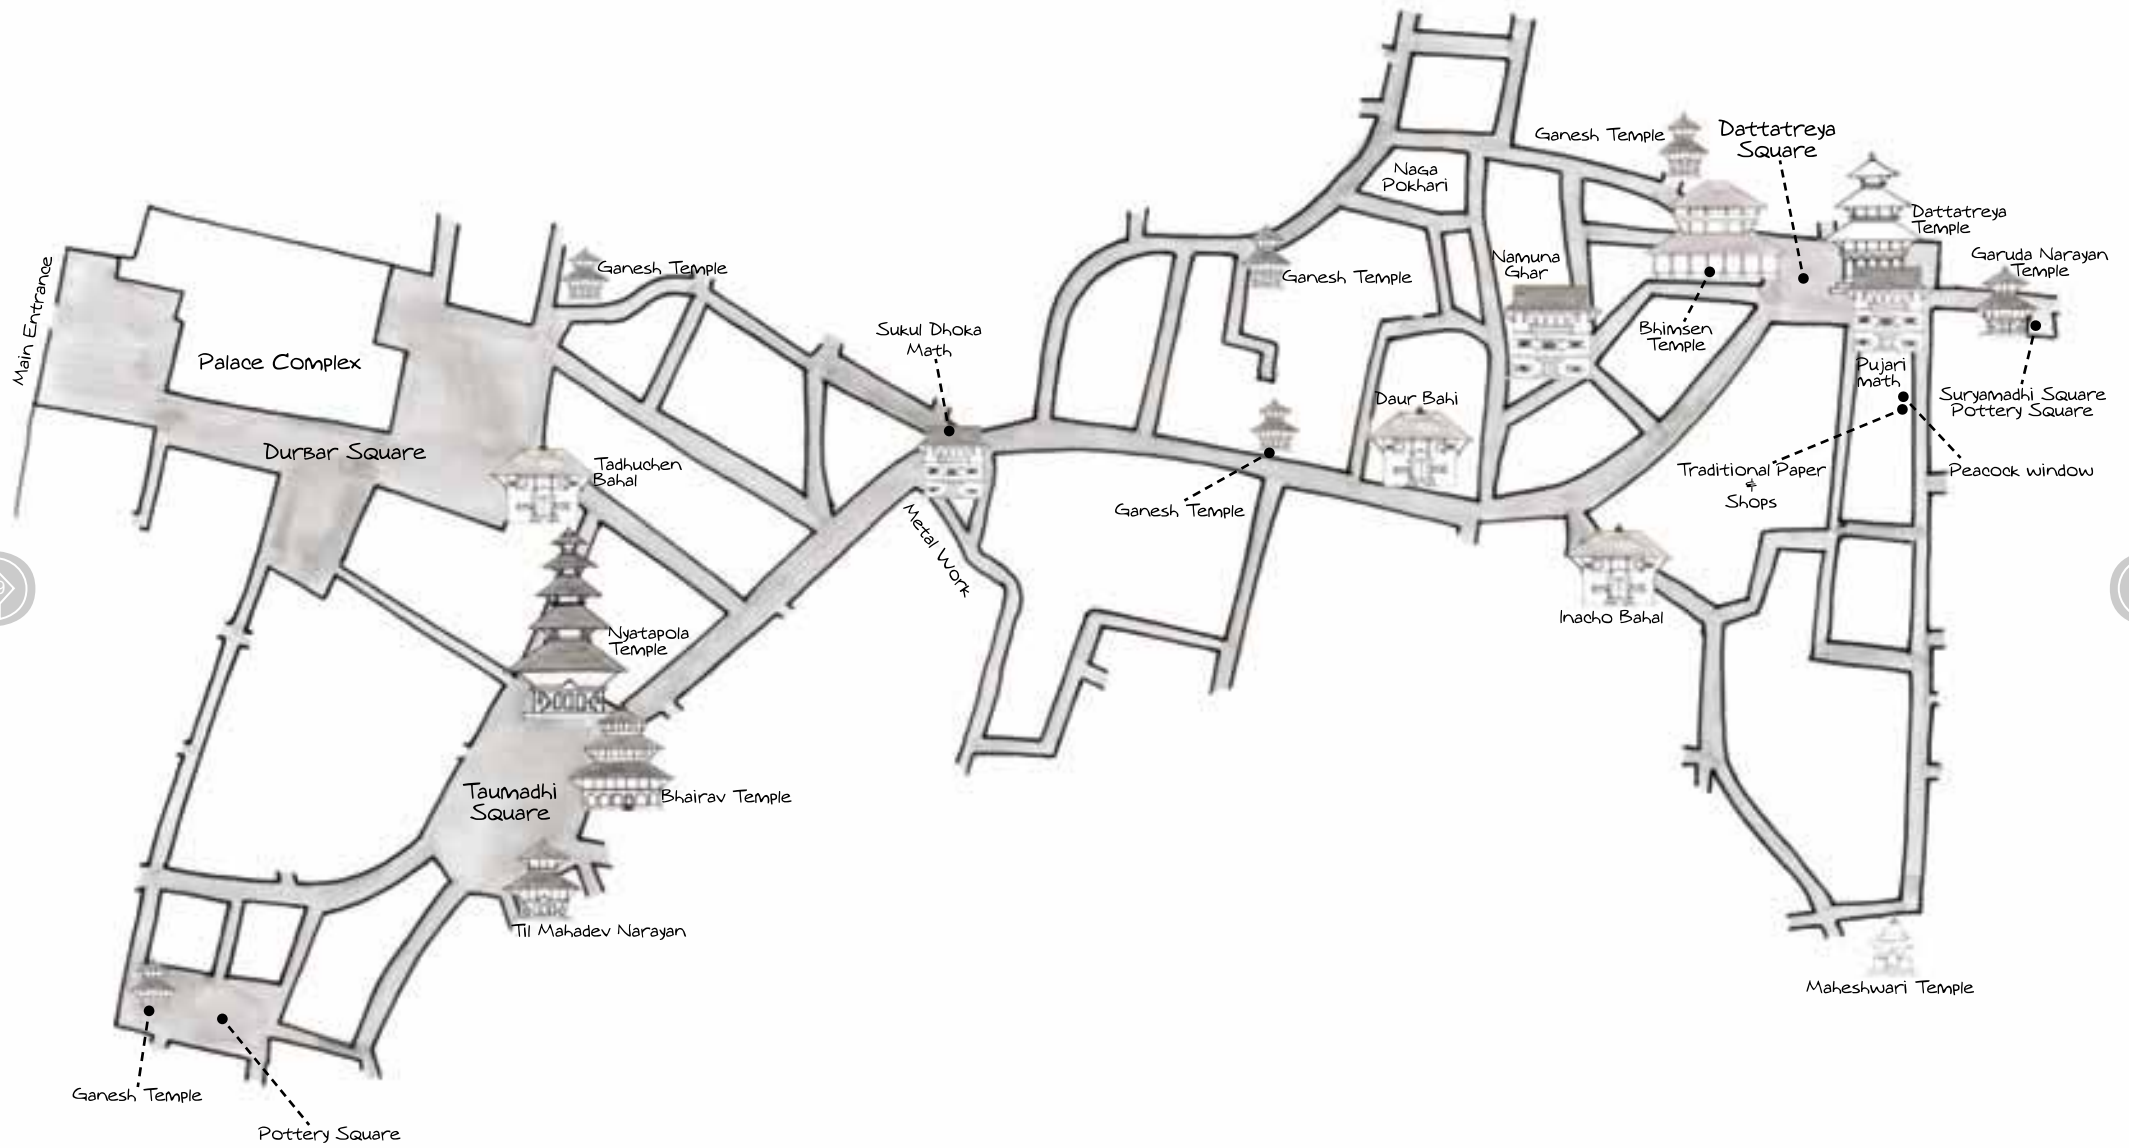 Main Entrance
Palace Complex
Durbar Square
Ganesh Temple
Tadhuchen
Bahal
Nyatapola
Temple
Taumadhi
Square
Bhairav Temple
Til Mahadev Narayan
Ganesh Temple
Pottery Square
Sukul Dhoka
Math
Metal Work
Ganesh Temple
Ganesh Temple
Naga
Pokhari
Daur Bahi
Namuna
Ghar
Ganesh Temple
Dattatreya
Square
Bhimsen
Temple
Dattatreya
Temple
Garuda Narayan
Temple
Pujari
math
Suryamadhi Square
Pottery Square
Traditional Paper
&
Shops
Peacock window
Inacho Bahal
Maheshwari Temple